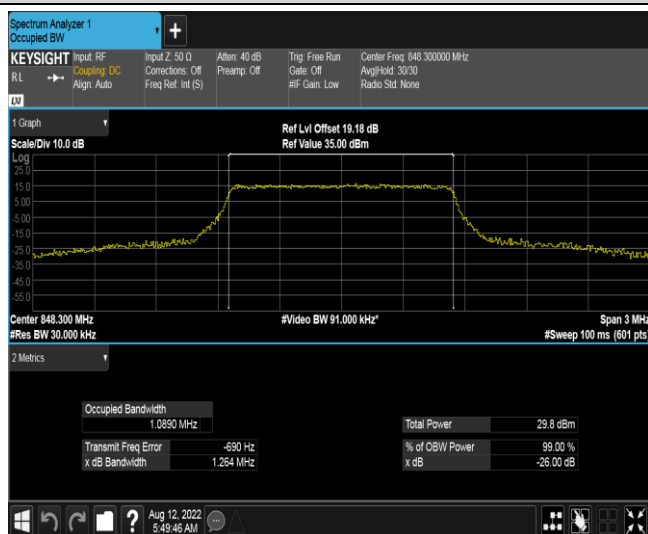 Spectrum Analyzer 1
Occupied BW
+
KEYSIGHT
RL
LXI
Input: RF
Coupling: DC
Align: Auto
Input Z: 50 Ω
Corrections: Off
Freq Ref: Int (S)
Atten: 40 dB
Preamp: Off
Trig: Free Run
Gate: Off
#IF Gain: Low
Center Freq: 848.300000 MHz
Avg|Hold: 30/30
Radio Std: None
1 Graph
Scale/Div 10.0 dB
Ref Lvl Offset 19.18 dB
Ref Value 35.00 dBm
Log
25.0
15.0
5.00
-5.00
-15.0
-25.0
-35.0
-45.0
-55.0
Center 848.300 MHz
#Res BW 30.000 kHz
#Video BW 91.000 kHz*
Span 3 MHz
#Sweep 100 ms (601 pts)
2 Metrics
Occupied Bandwidth
1.0890 MHz
Total Power 29.8 dBm
Transmit Freq Error -690 Hz
x dB Bandwidth 1.264 MHz
% of OBW Power 99.00 %
x dB -26.00 dB
?
Aug 12, 2022
5:49:46 AM